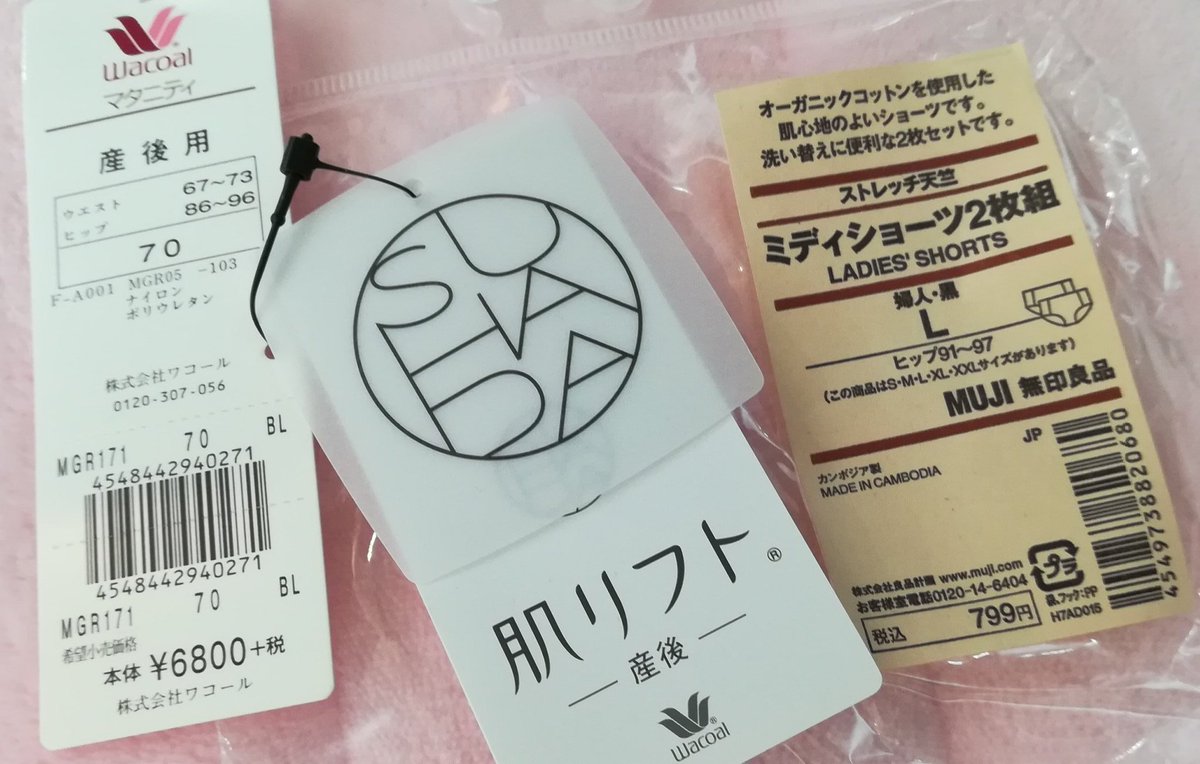 Wacoal
マタニティ
産後用
ウエスト 67~73
ヒップ 86~96
70
F-A001 MGR05 -103
ナイロン
ポリウレタン
株式会社ワコール
0120-307-056
MGR171 70 BL
4548442940271
4548442940271
MGR171 70 BL
希望小売価格
本体 ¥6800+税
株式会社ワコール
SUHADA
肌リフト®
産後
Wacoal
オーガニックコットンを使用した
肌心地のよいショーツです。
洗い替えに便利な2枚セットです。
ストレッチ天竺
ミディショーツ2枚組
LADIES' SHORTS
婦人・黒
L
ヒップ91~97
(この商品はS・M・L・XL・XXLサイズがあります)
MUJI 無印良品
JP
カンボジア製
MADE IN CAMBODIA
4549738820680
株式会社良品計画 www.muji.com
お客様室電話0120-14-6404
税込 799円
プラ
袋,フック:PP
H7AD015